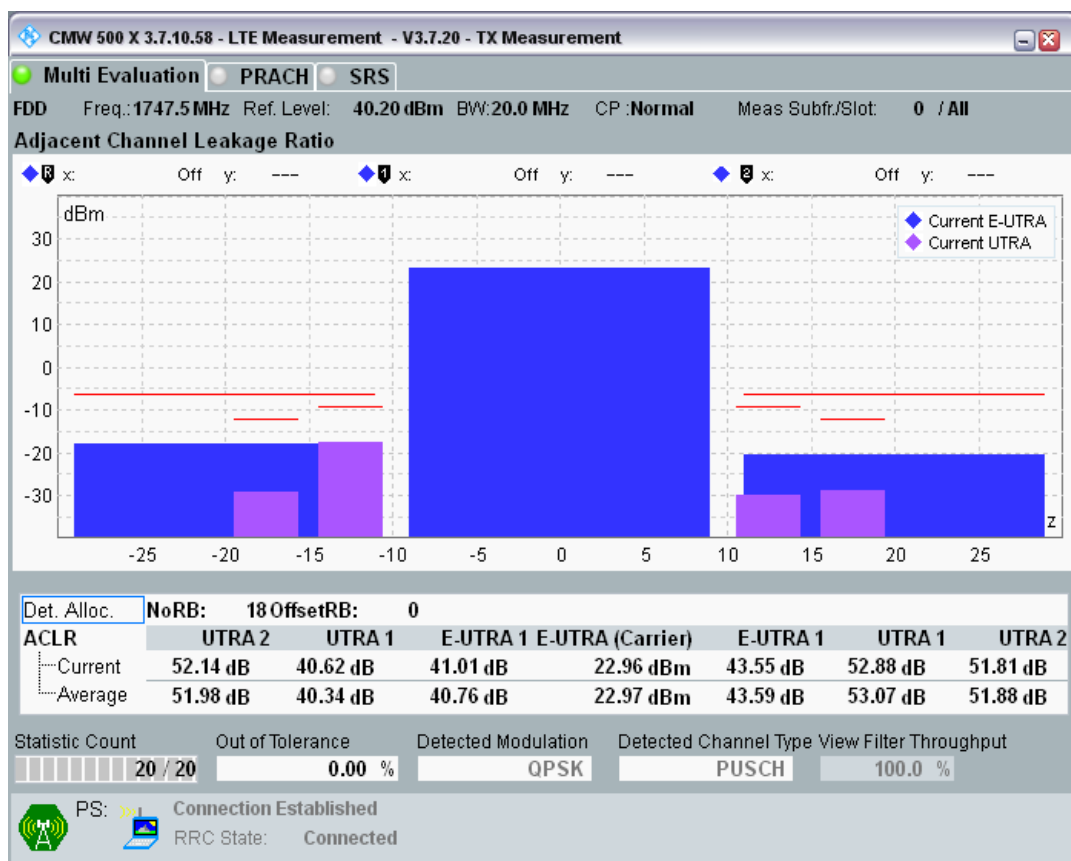 CMW 500 X 3.7.10.58 - LTE Measurement - V3.7.20 - TX Measurement
Multi Evaluation PRACH SRS
FDD Freq.: 1747.5 MHz Ref. Level: 40.20 dBm BW: 20.0 MHz CP : Normal Meas Subfr./Slot: 0 / All
Adjacent Channel Leakage Ratio
R x: Off y: --- 1 x: Off y: --- 2 x: Off y: ---
dBm
Current E-UTRA
Current UTRA
30
20
10
0
-10
-20
-30
z
-25 -20 -15 -10 -5 0 5 10 15 20 25
Det. Alloc. NoRB: 18 OffsetRB: 0
ACLR UTRA 2 UTRA 1 E-UTRA 1 E-UTRA (Carrier) E-UTRA 1 UTRA 1 UTRA 2
Current 52.14 dB 40.62 dB 41.01 dB 22.96 dBm 43.55 dB 52.88 dB 51.81 dB
Average 51.98 dB 40.34 dB 40.76 dB 22.97 dBm 43.59 dB 53.07 dB 51.88 dB
Statistic Count Out of Tolerance Detected Modulation Detected Channel Type View Filter Throughput
20 / 20 0.00 % QPSK PUSCH 100.0 %
PS: Connection Established
RRC State: Connected